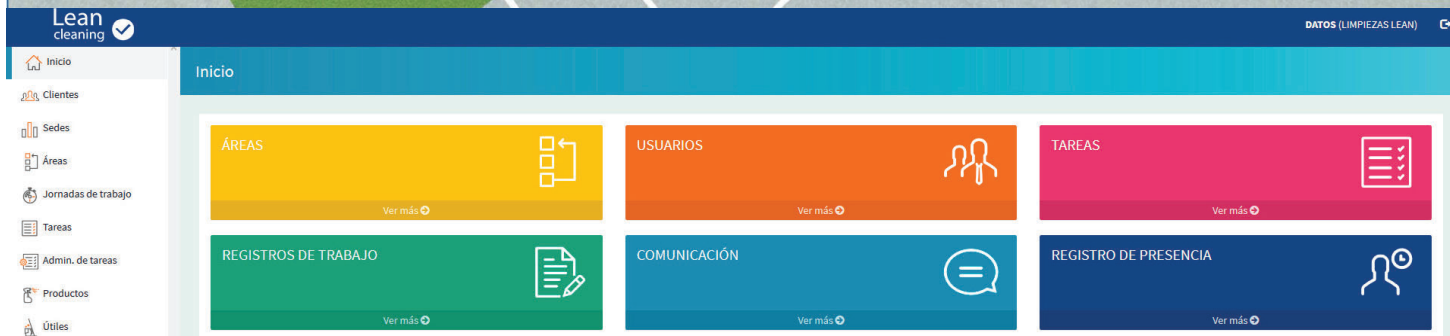 Lean
cleaning
DATOS (LIMPIEZAS LEAN)
Inicio
Clientes
Sedes
Áreas
Jornadas de trabajo
Tareas
Admin. de tareas
Productos
Útiles
Inicio
ÁREAS
Ver más
USUARIOS
Ver más
TAREAS
Ver más
REGISTROS DE TRABAJO
Ver más
COMUNICACIÓN
Ver más
REGISTRO DE PRESENCIA
Ver más